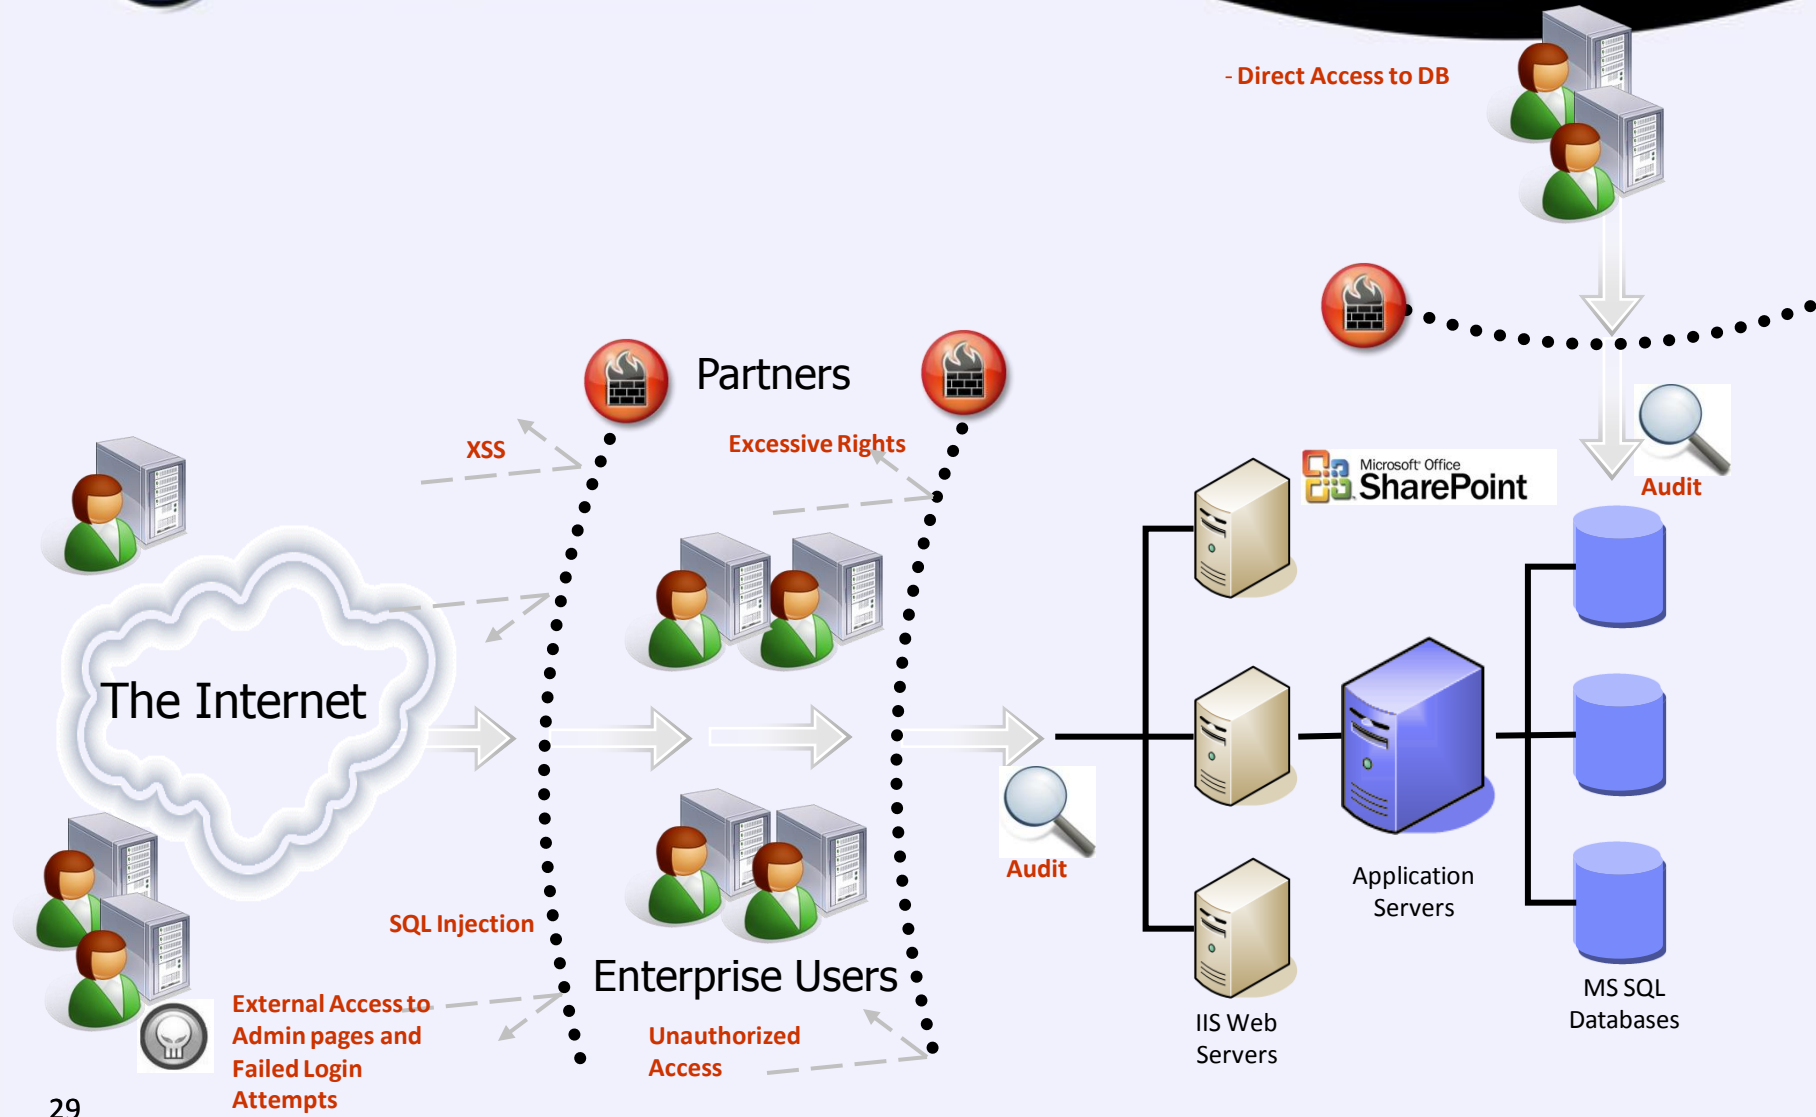 - Direct Access to DB
Partners
XSS
Excessive Rights
Microsoft Office
SharePoint
Audit
The Internet
Audit
Application
Servers
SQL Injection
Enterprise Users
External Access to
Admin pages and
Failed Login
Attempts
Unauthorized
Access
IIS Web
Servers
MS SQL
Databases
29